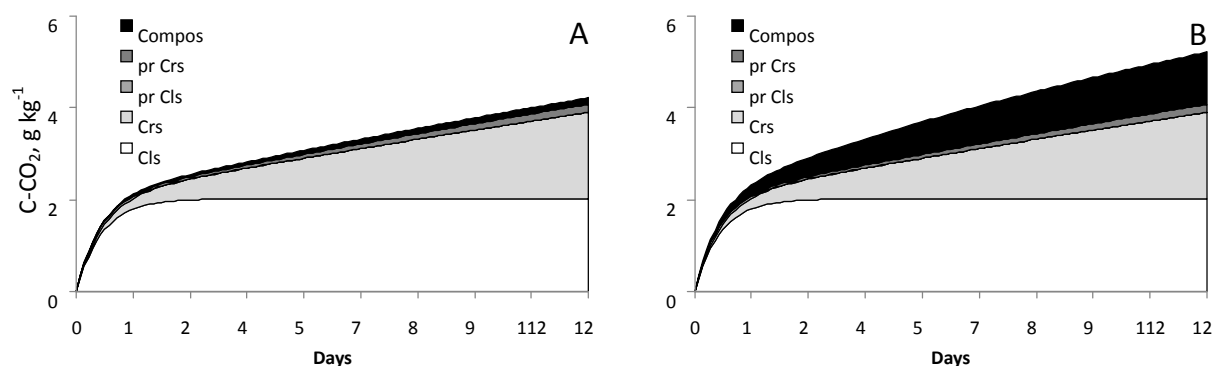 A
6
4
2
0
C-CO₂, g kg⁻¹
Compos
pr Crs
pr Cls
Crs
Cls
0 1 2 4 5 7 8 9 112 12
Days
B
6
4
2
0
Compos
pr Crs
pr Cls
Crs
Cls
0 1 2 4 5 7 8 9 112 12
Days